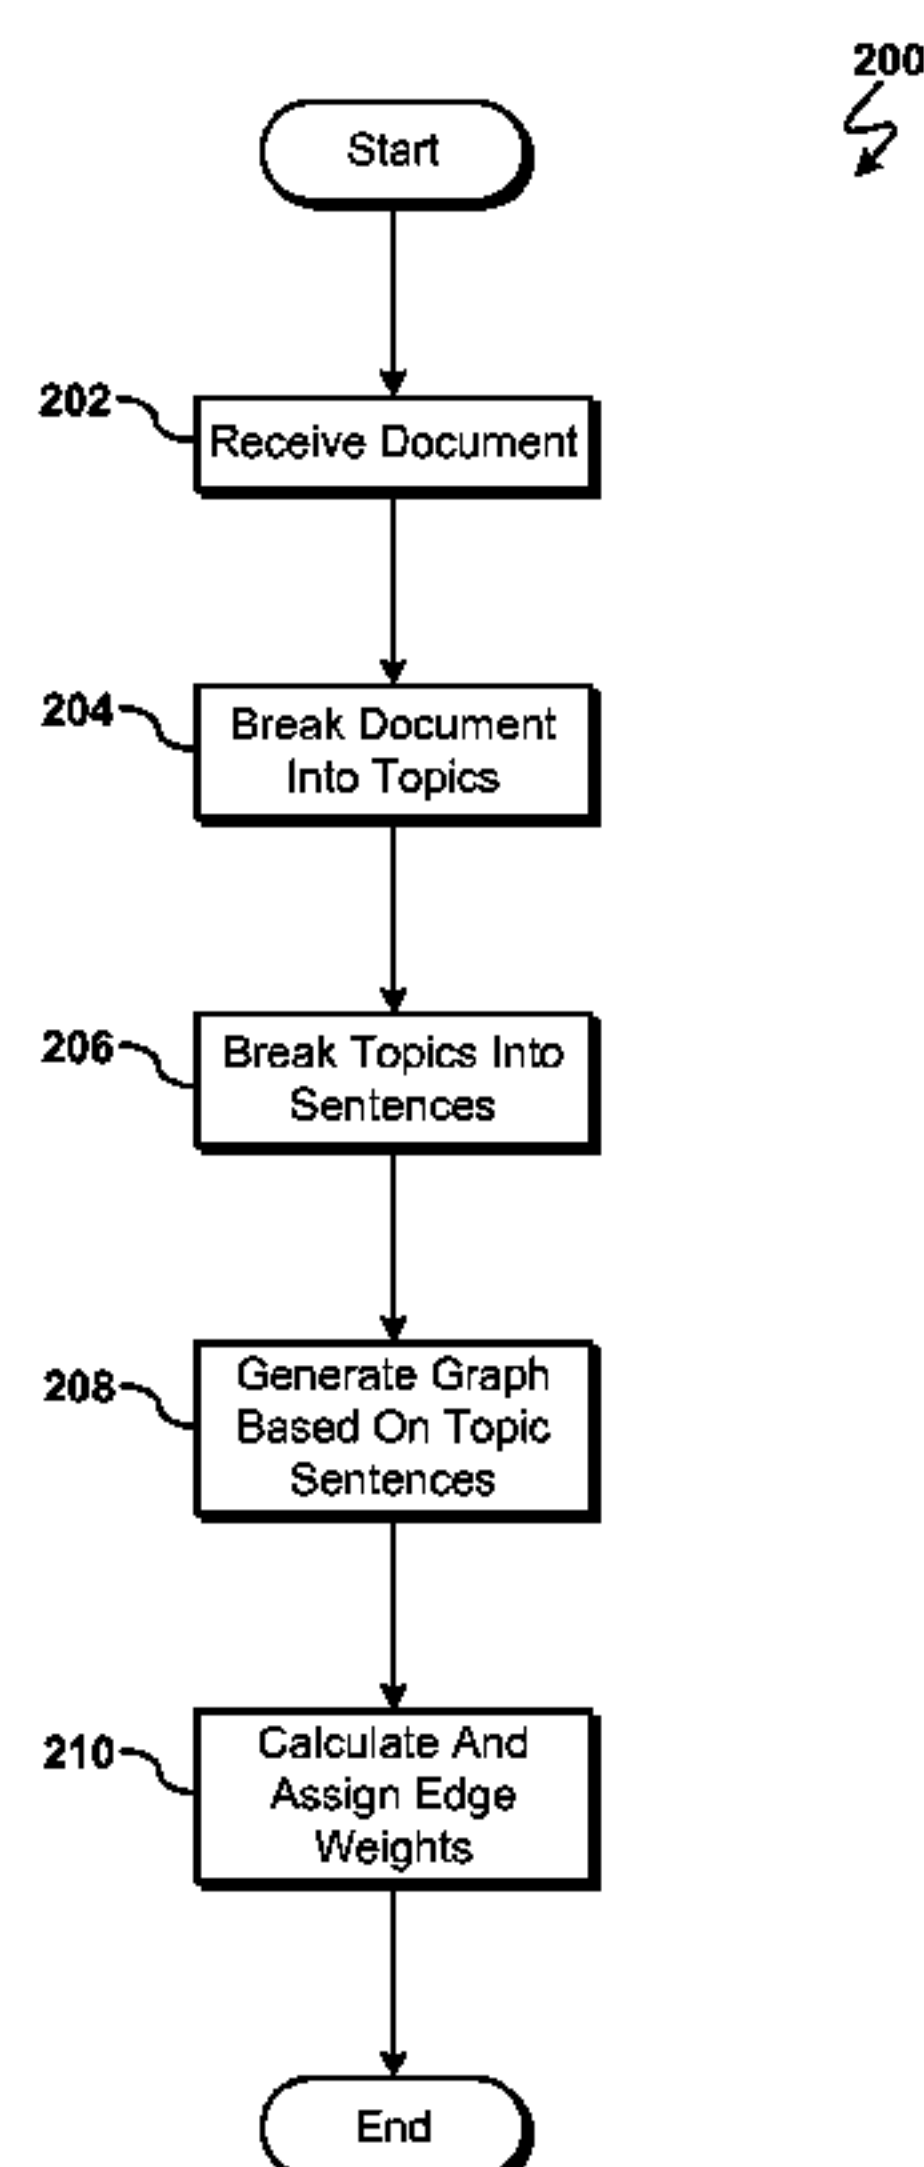 200
Start
202
Receive Document
204
Break Document
Into Topics
206
Break Topics Into
Sentences
208
Generate Graph
Based On Topic
Sentences
210
Calculate And
Assign Edge
Weights
End